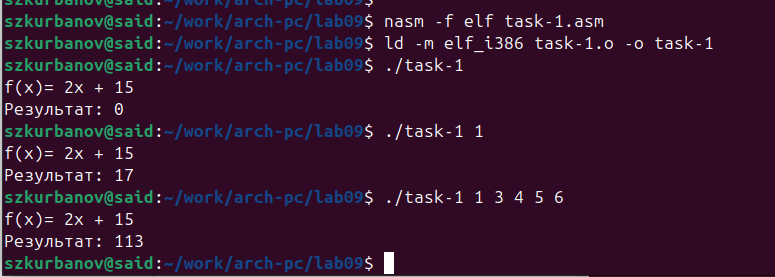 szkurbanov@said:~/work/arch-pc/lab09$ nasm -f elf task-1.asm
szkurbanov@said:~/work/arch-pc/lab09$ ld -m elf_i386 task-1.o -o task-1
szkurbanov@said:~/work/arch-pc/lab09$ ./task-1
f(x)= 2x + 15
Результат: 0
szkurbanov@said:~/work/arch-pc/lab09$ ./task-1 1
f(x)= 2x + 15
Результат: 17
szkurbanov@said:~/work/arch-pc/lab09$ ./task-1 1 3 4 5 6
f(x)= 2x + 15
Результат: 113
szkurbanov@said:~/work/arch-pc/lab09$